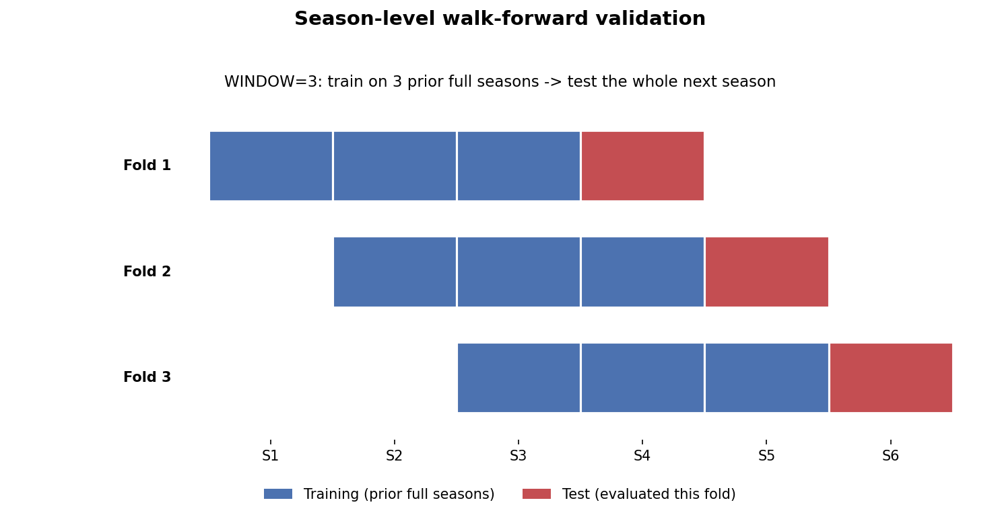 Season-level walk-forward validation
WINDOW=3: train on 3 prior full seasons -> test the whole next season
Fold 1
Fold 2
Fold 3
S1 S2 S3 S4 S5 S6
Training (prior full seasons) Test (evaluated this fold)